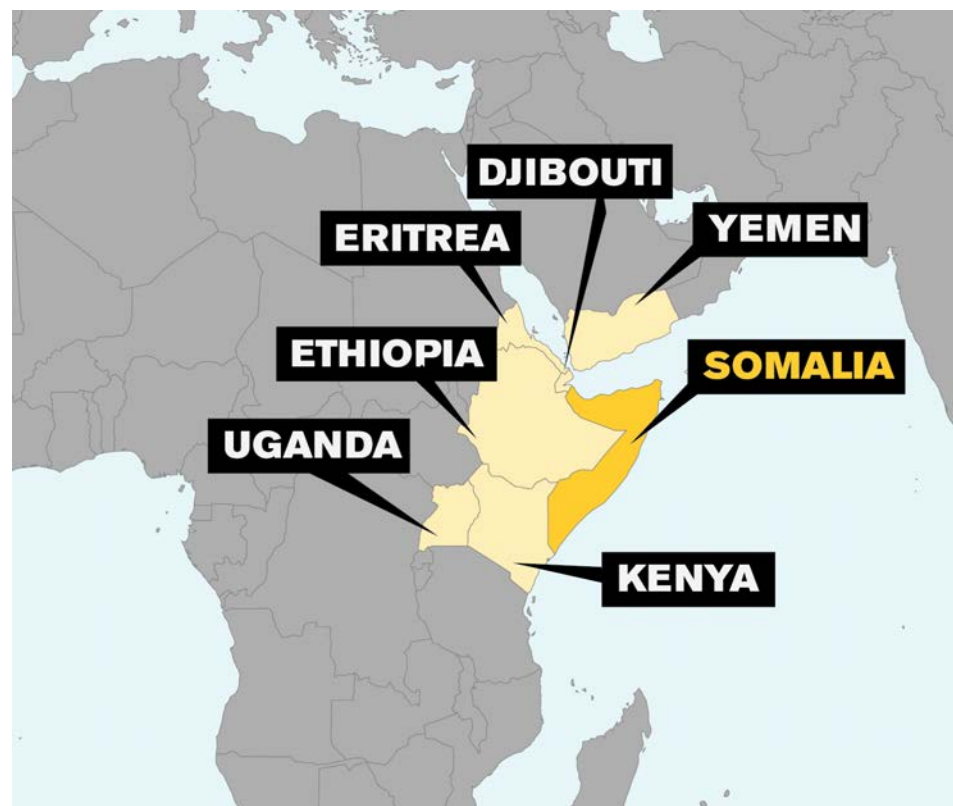 DJIBOUTI
YEMEN
ERITREA
ETHIOPIA
SOMALIA
UGANDA
KENYA